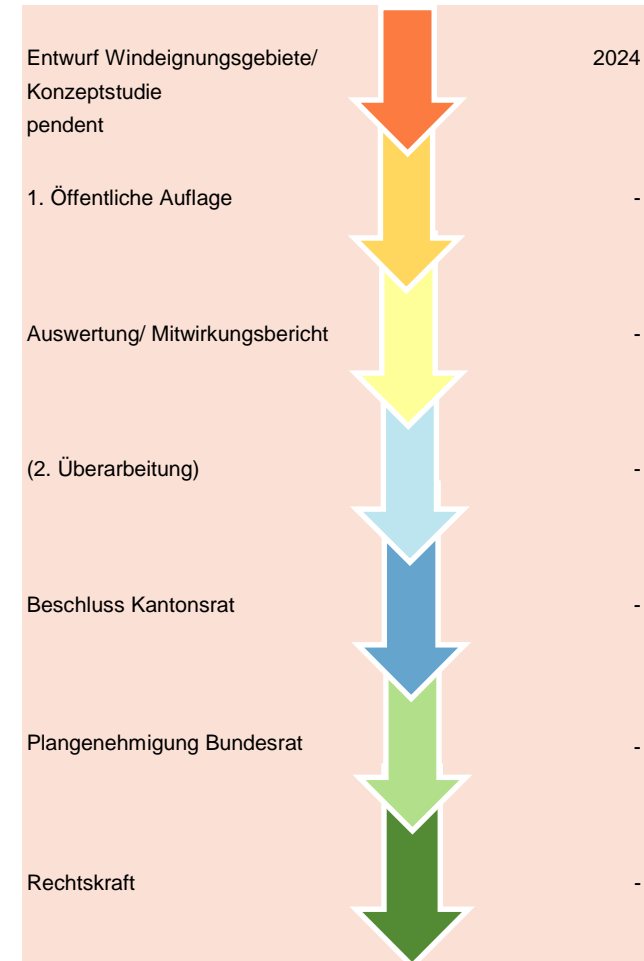 Entwurf Windeignungsgebiete/ 2024
Konzeptstudie
pendent
1. Öffentliche Auflage -
Auswertung/ Mitwirkungsbericht -
(2. Überarbeitung) -
Beschluss Kantonsrat -
Plangenehmigung Bundesrat -
Rechtskraft -